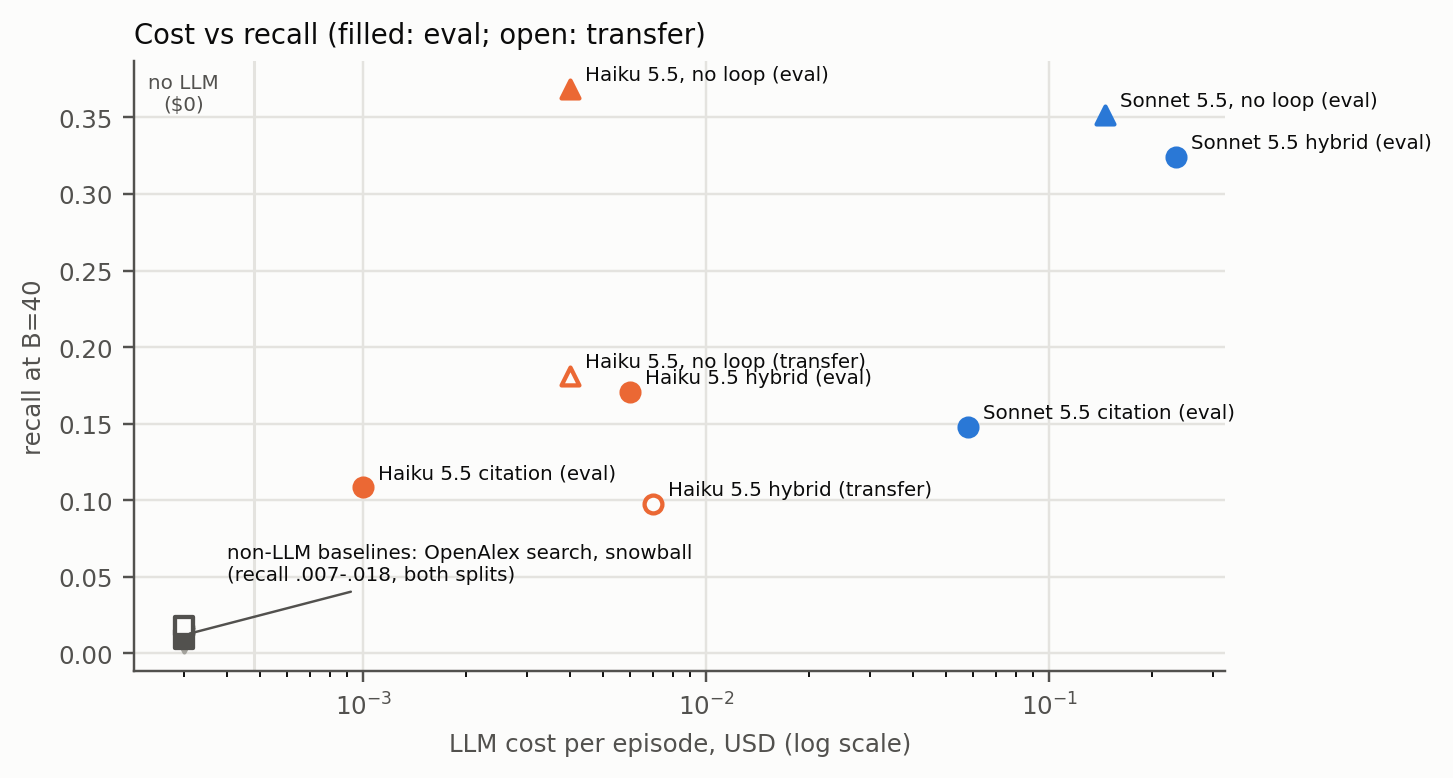 Cost vs recall (filled: eval; open: transfer)
no LLM
($0)
Haiku 5.5, no loop (eval)
Sonnet 5.5, no loop (eval)
Sonnet 5.5 hybrid (eval)
Haiku 5.5, no loop (transfer)
Haiku 5.5 hybrid (eval)
Sonnet 5.5 citation (eval)
Haiku 5.5 citation (eval)
Haiku 5.5 hybrid (transfer)
non-LLM baselines: OpenAlex search, snowball
(recall .007-.018, both splits)
recall at B=40
0.35
0.30
0.25
0.20
0.15
0.10
0.05
0.00
10⁻³
10⁻²
10⁻¹
LLM cost per episode, USD (log scale)